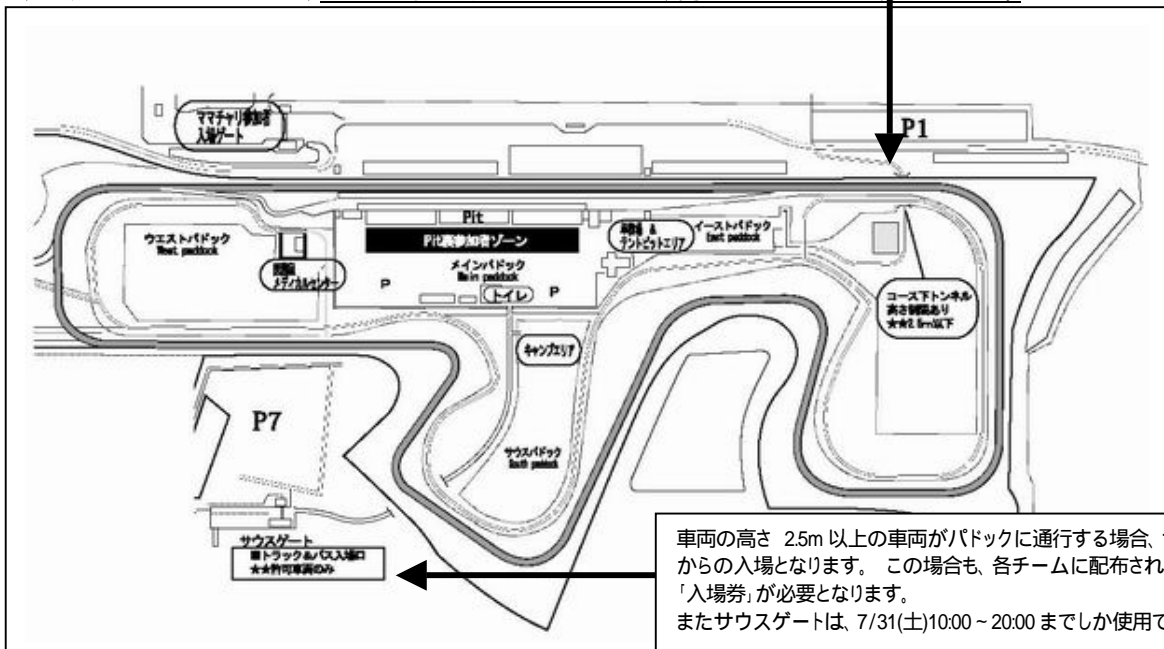 ママチャリ参加者
入場ゲート
P1
Pit
Pit裏参加者ゾーン
ウエストパドック
West paddock
メディカルセンター
メインパドック
Main paddock
P
トイレ
P
テントピットエリア
イーストパドック
East paddock
コース下トンネル
高さ制限あり
★★2.5m以下
キャンプエリア
サウスパドック
South paddock
P7
サウスゲート
■トラック&バス入場口
★★許可車両のみ
車両の高さ 2.5m 以上の車両がパドックに通行する場合、
からの入場となります。 この場合も、各チームに配布され
「入場券」が必要となります。
またサウスゲートは、7/31(土)10:00 ~ 20:00 までしか使用で